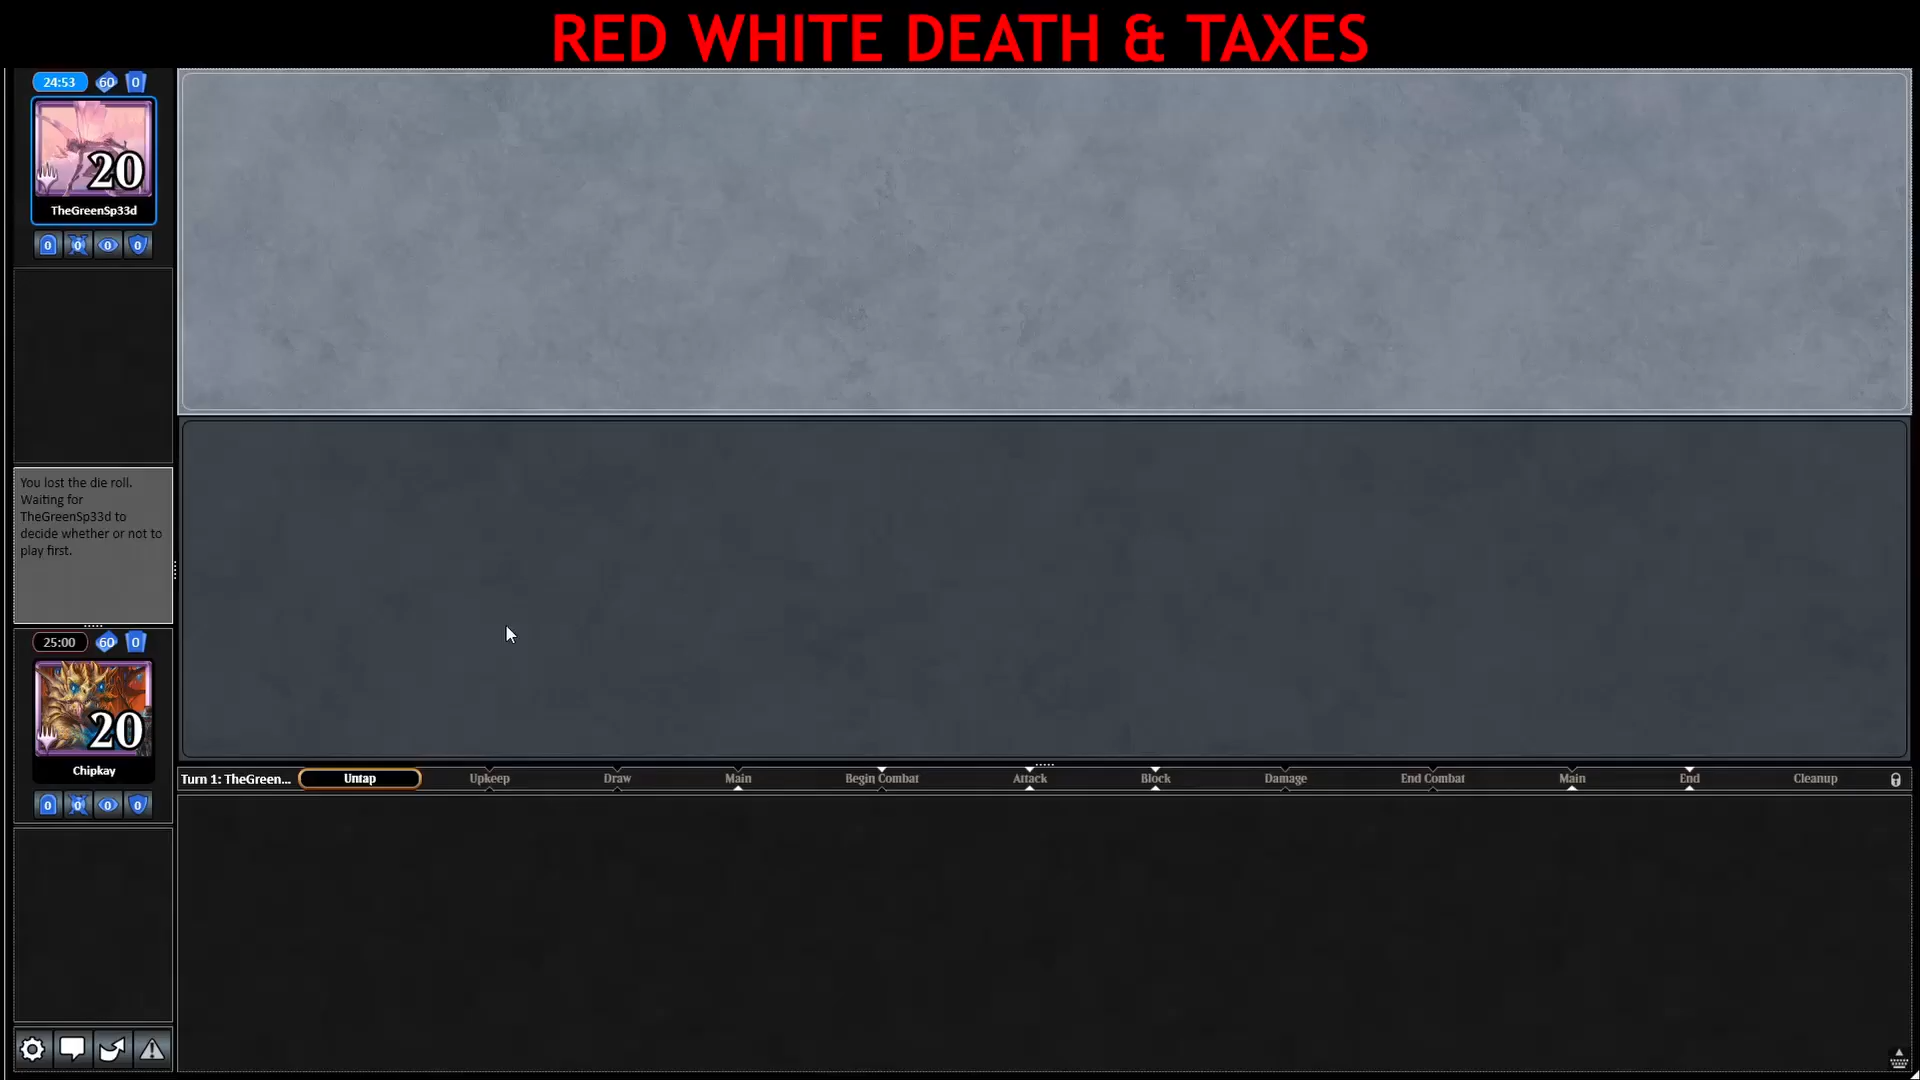 RED WHITE DEATH & TAXES
24:53 60 0
20
TheGreenSp33d
0 0 0 0
You lost the die roll.
Waiting for
TheGreenSp33d to
decide whether or not to
play first.
25:00 60 0
20
Chipkay
Turn 1: TheGreen... Untap Upkeep Draw Main Begin Combat Attack Block Damage End Combat Main End Cleanup
0 0 0 0